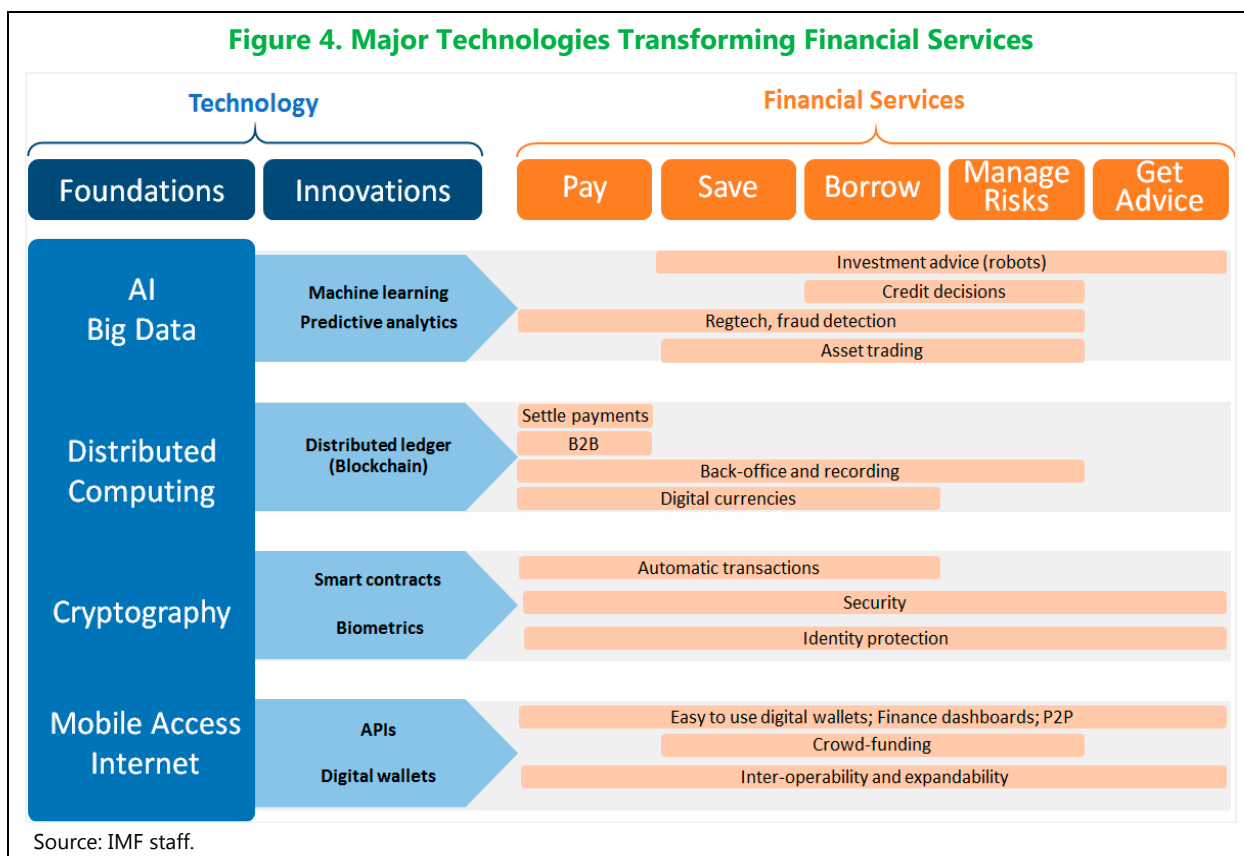 Figure 4. Major Technologies Transforming Financial Services
Technology
Financial Services
Foundations
Innovations
Pay
Save
Borrow
Manage
Risks
Get
Advice
AI
Big Data
Machine learning
Predictive analytics
Investment advice (robots)
Credit decisions
Regtech, fraud detection
Asset trading
Distributed
Computing
Distributed ledger
(Blockchain)
Settle payments
B2B
Back-office and recording
Digital currencies
Cryptography
Smart contracts
Biometrics
Automatic transactions
Security
Identity protection
Mobile Access
Internet
APIs
Digital wallets
Easy to use digital wallets; Finance dashboards; P2P
Crowd-funding
Inter-operability and expandability
Source: IMF staff.